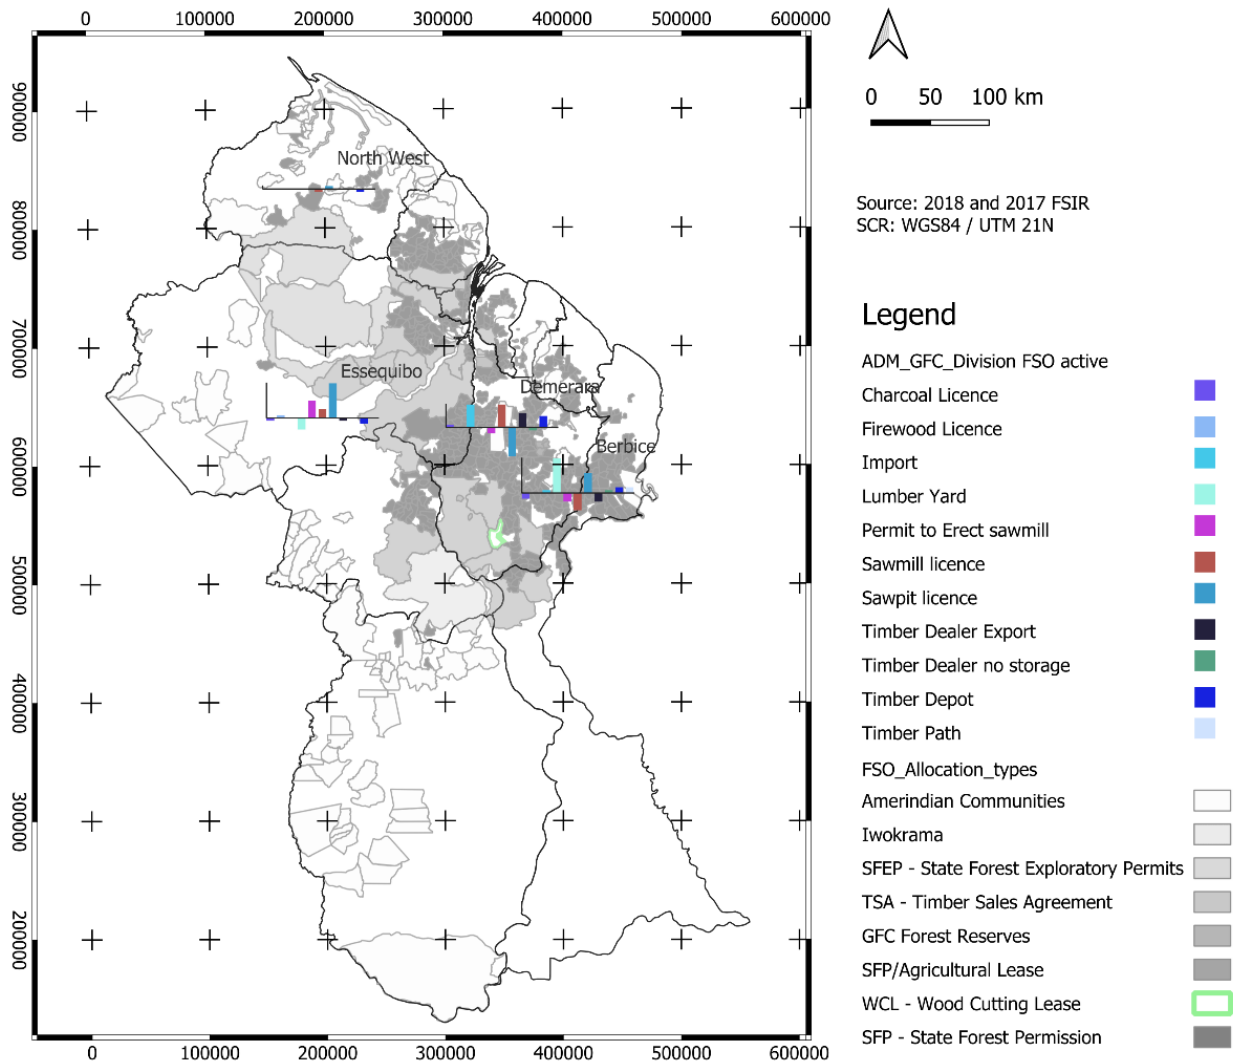 0 100000 200000 300000 400000 500000 600000
900000
800000
700000
600000
500000
400000
300000
200000
North West
Essequibo
Demerara
Berbice
0 100000 200000 300000 400000 500000 600000
0 50 100 km
Source: 2018 and 2017 FSIR
SCR: WGS84 / UTM 21N
Legend
ADM_GFC_Division FSO active
Charcoal Licence
Firewood Licence
Import
Lumber Yard
Permit to Erect sawmill
Sawmill licence
Sawpit licence
Timber Dealer Export
Timber Dealer no storage
Timber Depot
Timber Path
FSO_Allocation_types
Amerindian Communities
Iwokrama
SFEP - State Forest Exploratory Permits
TSA - Timber Sales Agreement
GFC Forest Reserves
SFP/Agricultural Lease
WCL - Wood Cutting Lease
SFP - State Forest Permission